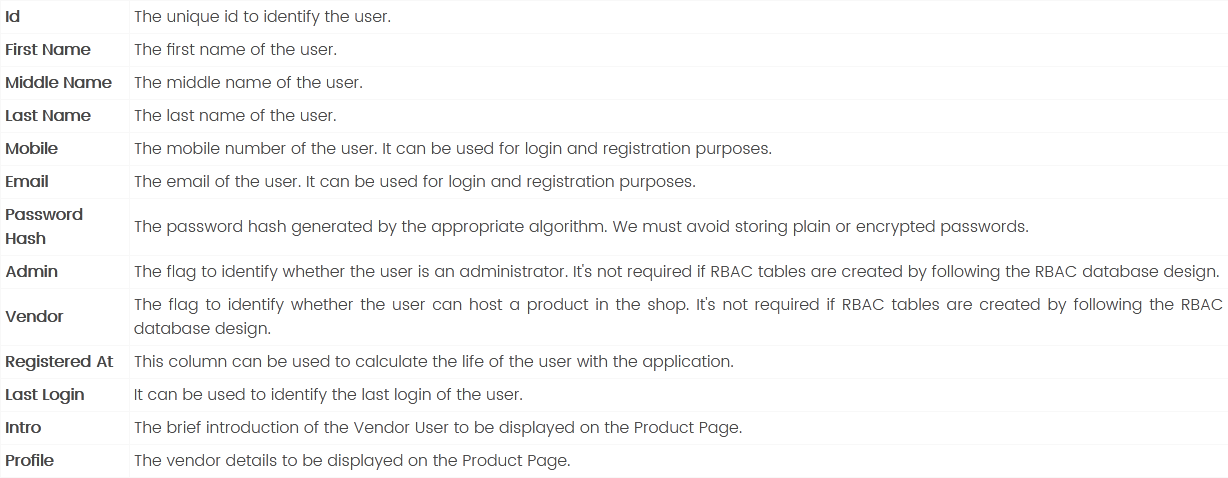 Id The unique id to identify the user.
First Name The first name of the user.
Middle Name The middle name of the user.
Last Name The last name of the user.
Mobile The mobile number of the user. It can be used for login and registration purposes.
Email The email of the user. It can be used for login and registration purposes.
Password
Hash
The password hash generated by the appropriate algorithm. We must avoid storing plain or encrypted passwords.
Admin The flag to identify whether the user is an administrator. It's not required if RBAC tables are created by following the RBAC database design.
Vendor
The flag to identify whether the user can host a product in the shop. It's not required if RBAC tables are created by following the RBAC
database design.
Registered At This column can be used to calculate the life of the user with the application.
Last Login It can be used to identify the last login of the user.
Intro The brief introduction of the Vendor User to be displayed on the Product Page.
Profile The vendor details to be displayed on the Product Page.